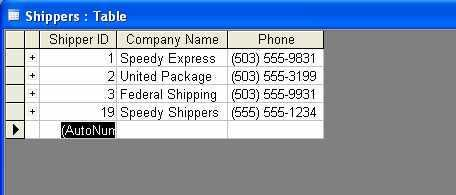 Shippers : Table
Shipper ID Company Name Phone
+ 1 Speedy Express (503) 555-9831
+ 2 United Package (503) 555-3199
+ 3 Federal Shipping (503) 555-9931
+ 19 Speedy Shippers (555) 555-1234
(AutoNum